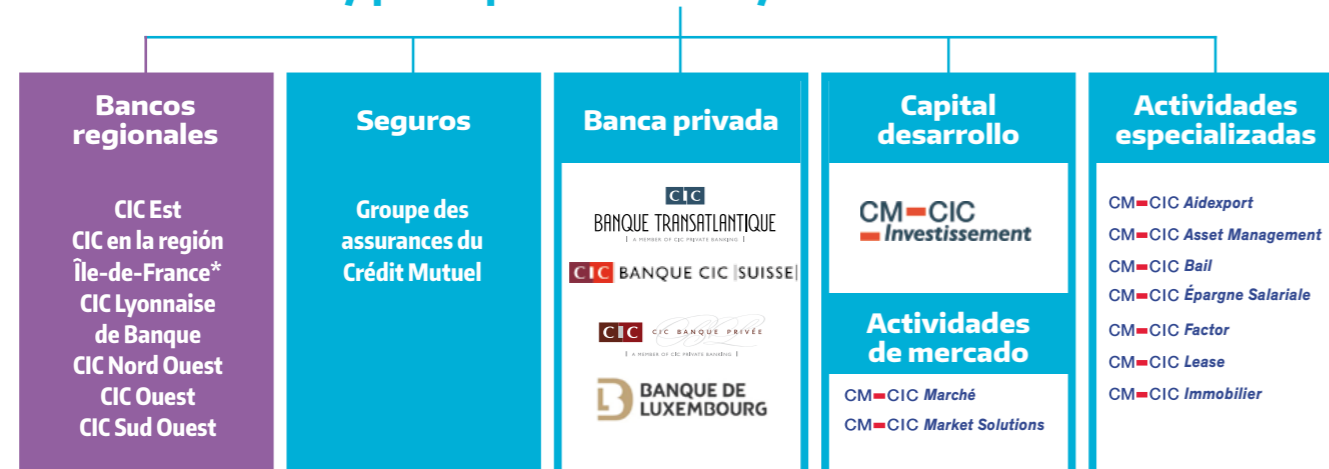 Bancos
regionales
CIC Est
CIC en la región
Île-de-France*
CIC Lyonnaise
de Banque
CIC Nord Ouest
CIC Ouest
CIC Sud Ouest
Seguros
Groupe des
assurances du
Crédit Mutuel
Banca privada
CIC
BANQUE TRANSATLANTIQUE
A MEMBER OF CIC PRIVATE BANKING
CIC BANQUE CIC |SUISSE|
CIC CIC BANQUE PRIVÉE
A MEMBER OF CIC PRIVATE BANKING
BANQUE DE
LUXEMBOURG
Capital
desarrollo
CM-CIC
Investissement
Actividades
de mercado
CM-CIC Marché
CM-CIC Market Solutions
Actividades
especializadas
CM-CIC Aidexport
CM-CIC Asset Management
CM-CIC Bail
CM-CIC Épargne Salariale
CM-CIC Factor
CM-CIC Lease
CM-CIC Immobilier